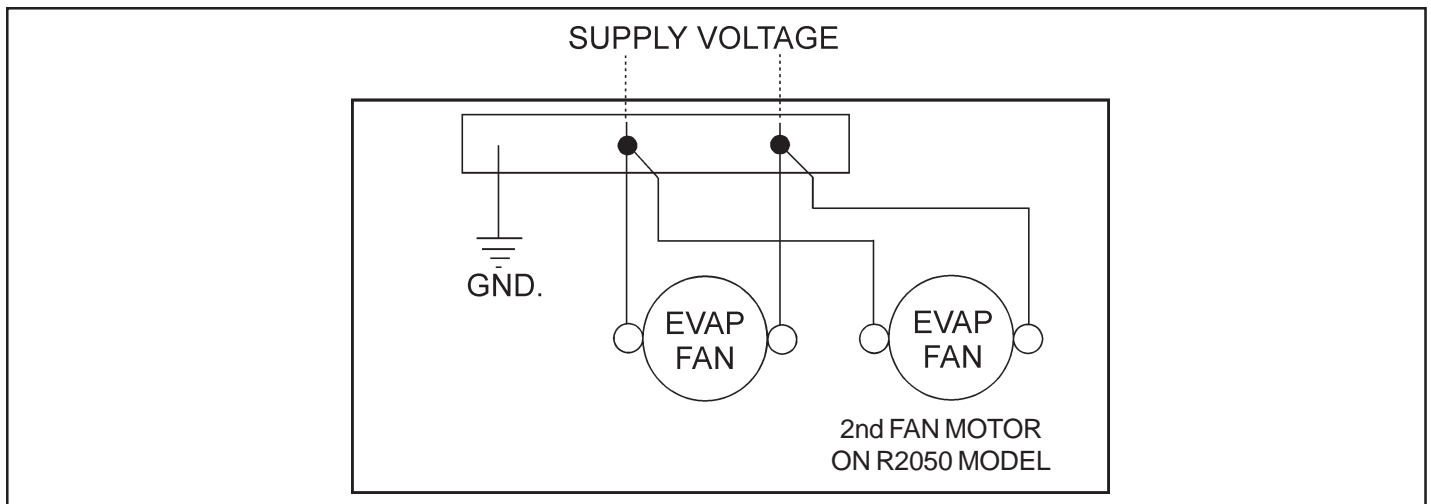 SUPPLY VOLTAGE
GND.
EVAP
FAN
EVAP
FAN
2nd FAN MOTOR
ON R2050 MODEL